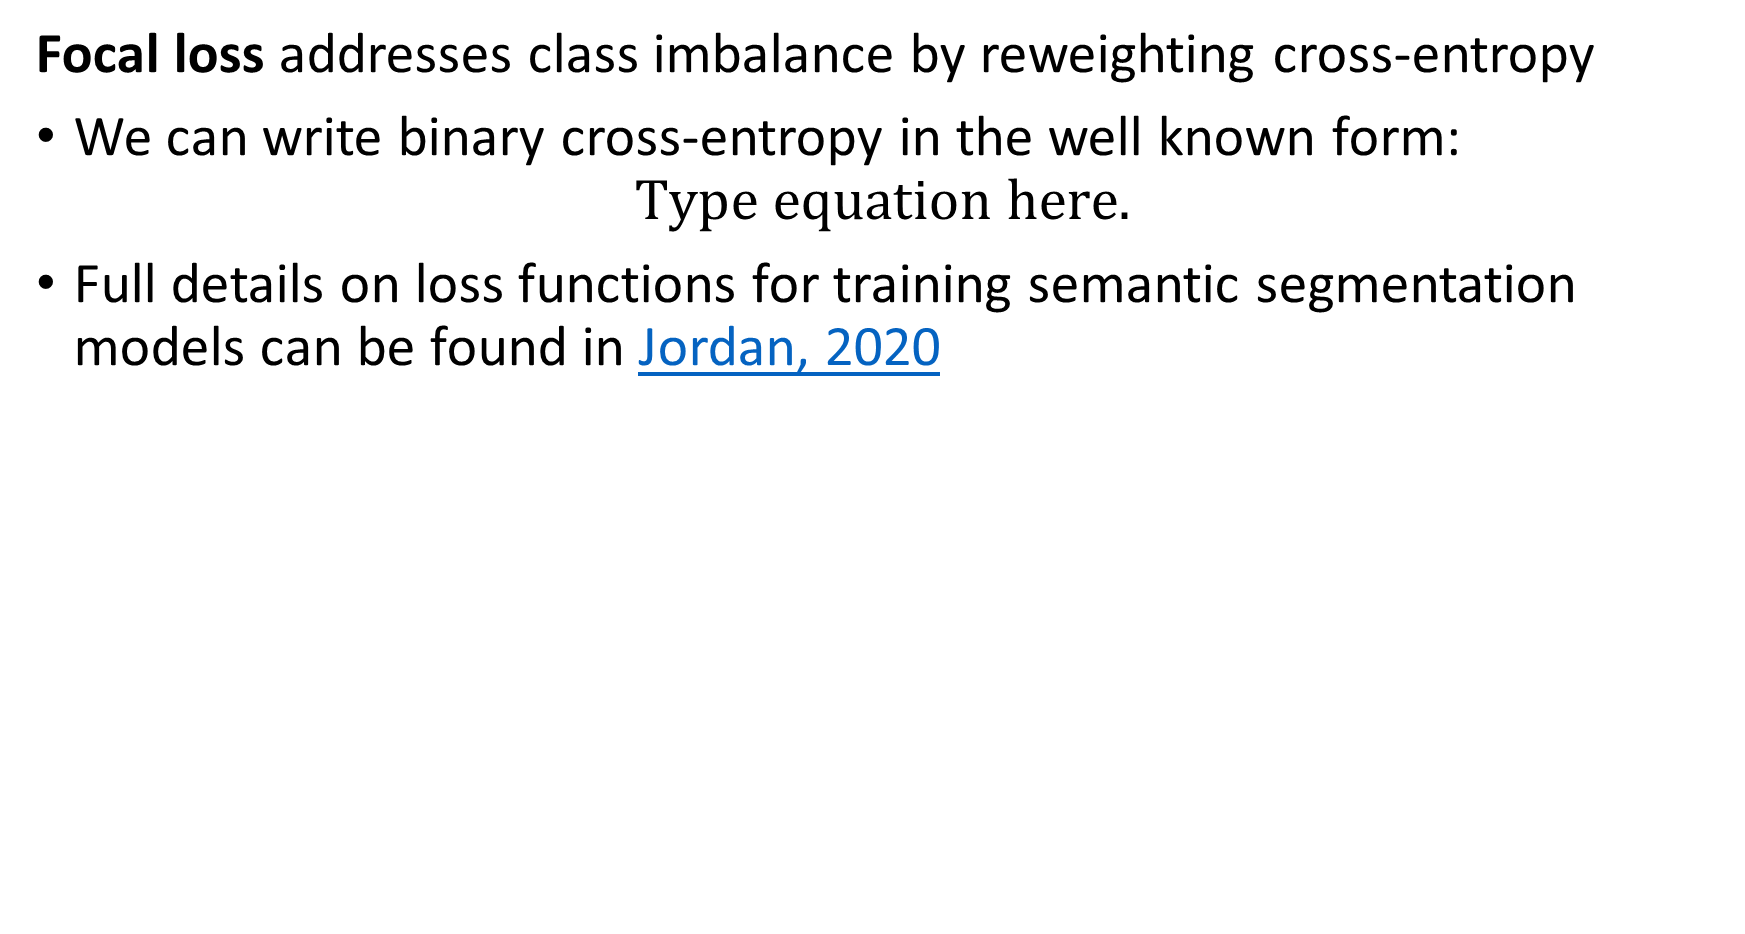 Focal loss addresses class imbalance by reweighting cross-entropy
• We can write binary cross-entropy in the well known form:
Type equation here.
• Full details on loss functions for training semantic segmentation
models can be found in Jordan, 2020